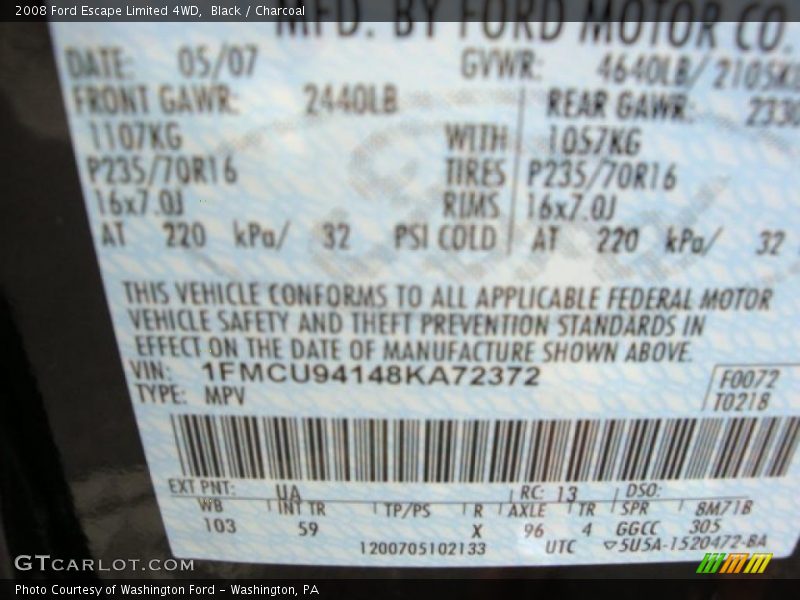 2008 Ford Escape Limited 4WD, Black / Charcoal
MFD. BY FORD MOTOR CO.
DATE: 05/07 GVWR: 4640LB/ 2105KG
FRONT GAWR: 2440LB REAR GAWR: 2330
1107KG WITH 1057KG
P235/70R16 TIRES P235/70R16
16x7.0J RIMS 16x7.0J
AT 220 kPa/ 32 PSI COLD AT 220 kPa/ 32
THIS VEHICLE CONFORMS TO ALL APPLICABLE FEDERAL MOTOR
VEHICLE SAFETY AND THEFT PREVENTION STANDARDS IN
EFFECT ON THE DATE OF MANUFACTURE SHOWN ABOVE.
VIN: 1FMCU94148KA72372 F0072
TYPE: MPV T0218
EXT PNT: UA RC: 13 DSO:
WB INT TR TP/PS R AXLE TR SPR 8M71B
103 59 X 96 4 GGCC 305
1200705102133 UTC ▽5U5A-1520472-BA
GTCARLOT.COM
Photo Courtesy of Washington Ford - Washington, PA